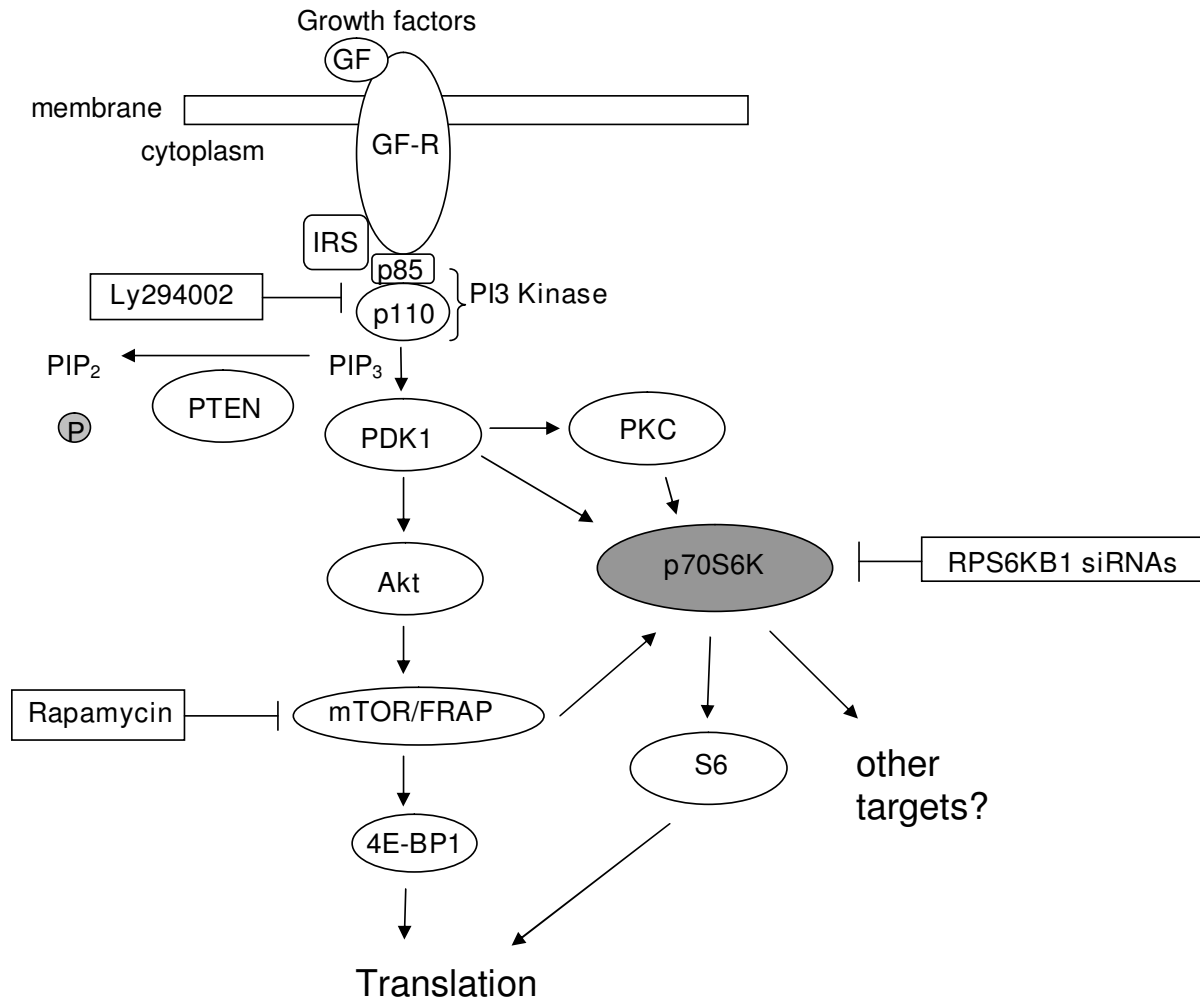 Growth factors
GF
membrane
GF-R
cytoplasm
IRS
p85
Ly294002
PI3 Kinase
p110
PIP₂
PIP₃
PTEN
P
PDK1
PKC
p70S6K
RPS6KB1 siRNAs
Akt
Rapamycin
mTOR/FRAP
S6
other
targets?
4E-BP1
Translation